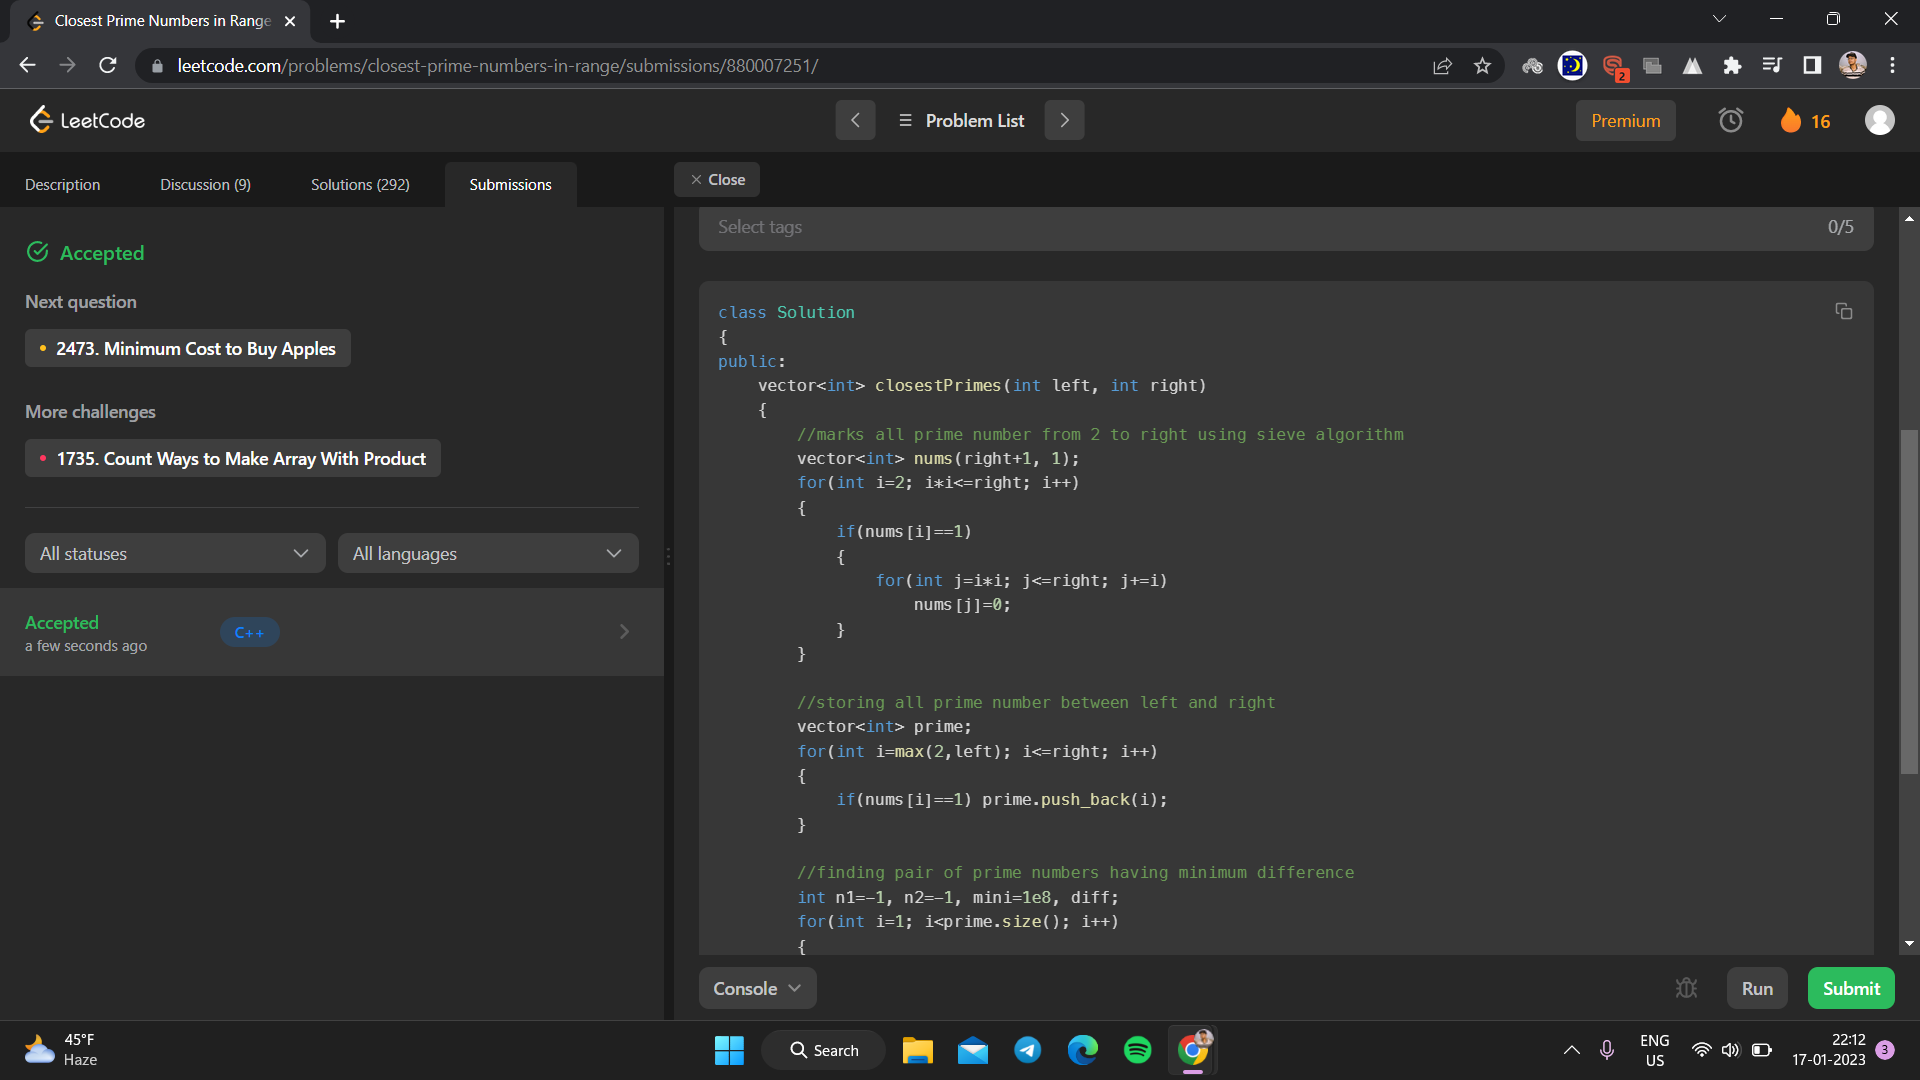 Closest Prime Numbers in Range
leetcode.com/problems/closest-prime-numbers-in-range/submissions/880007251/
2
LeetCode
Problem List
Premium
16
Description
Discussion (9)
Solutions (292)
Submissions
Close
Accepted
Next question
2473. Minimum Cost to Buy Apples
More challenges
1735. Count Ways to Make Array With Product
All statuses
All languages
Accepted
a few seconds ago
C++
Select tags
0/5
class Solution
{
public:
    vector<int> closestPrimes(int left, int right)
    {
        //marks all prime number from 2 to right using sieve algorithm
        vector<int> nums(right+1, 1);
        for(int i=2; i*i<=right; i++)
        {
            if(nums[i]==1)
            {
                for(int j=i*i; j<=right; j+=i)
                    nums[j]=0;
            }
        }
        //storing all prime number between left and right
        vector<int> prime;
        for(int i=max(2,left); i<=right; i++)
        {
            if(nums[i]==1) prime.push_back(i);
        }
        //finding pair of prime numbers having minimum difference
        int n1=-1, n2=-1, mini=1e8, diff;
        for(int i=1; i<prime.size(); i++)
        {
Console
Run
Submit
45°F
Haze
Search
ENG
US
22:12
17-01-2023
3